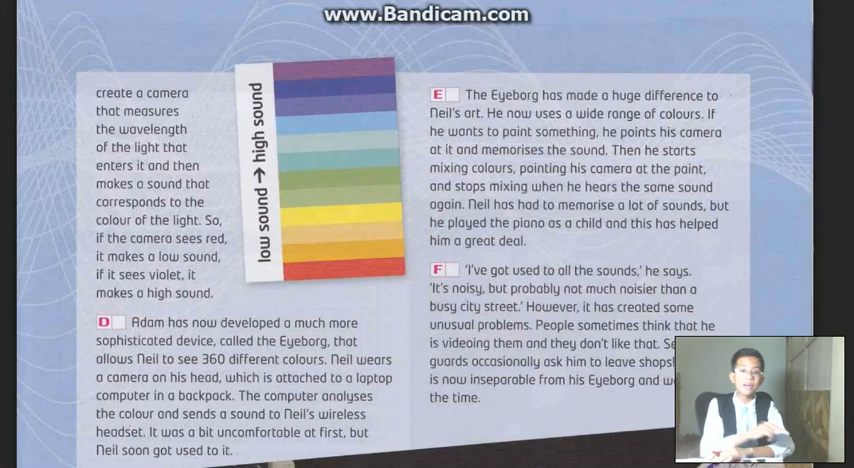 www.Bandicam.com
create a camera
that measures
the wavelength
of the light that
enters it and then
makes a sound that
corresponds to the
colour of the light. So,
if the camera sees red,
it makes a low sound,
if it sees violet, it
makes a high sound.
low sound → high sound
D Adam has now developed a much more
sophisticated device, called the Eyeborg, that
allows Neil to see 360 different colours. Neil wears
a camera on his head, which is attached to a laptop
computer in a backpack. The computer analyses
the colour and sends a sound to Neil's wireless
headset. It was a bit uncomfortable at first, but
Neil soon got used to it.
E The Eyeborg has made a huge difference to
Neil's art. He now uses a wide range of colours. If
he wants to paint something, he points his camera
at it and memorises the sound. Then he starts
mixing colours, pointing his camera at the paint,
and stops mixing when he hears the same sound
again. Neil has had to memorise a lot of sounds, but
he played the piano as a child and this has helped
him a great deal.
F 'I've got used to all the sounds,' he says.
'It's noisy, but probably not much noisier than a
busy city street.' However, it has created some
unusual problems. People sometimes think that he
is videoing them and they don't like that.
guards occasionally ask him to leave shops
is now inseparable from his Eyeborg and
the time.